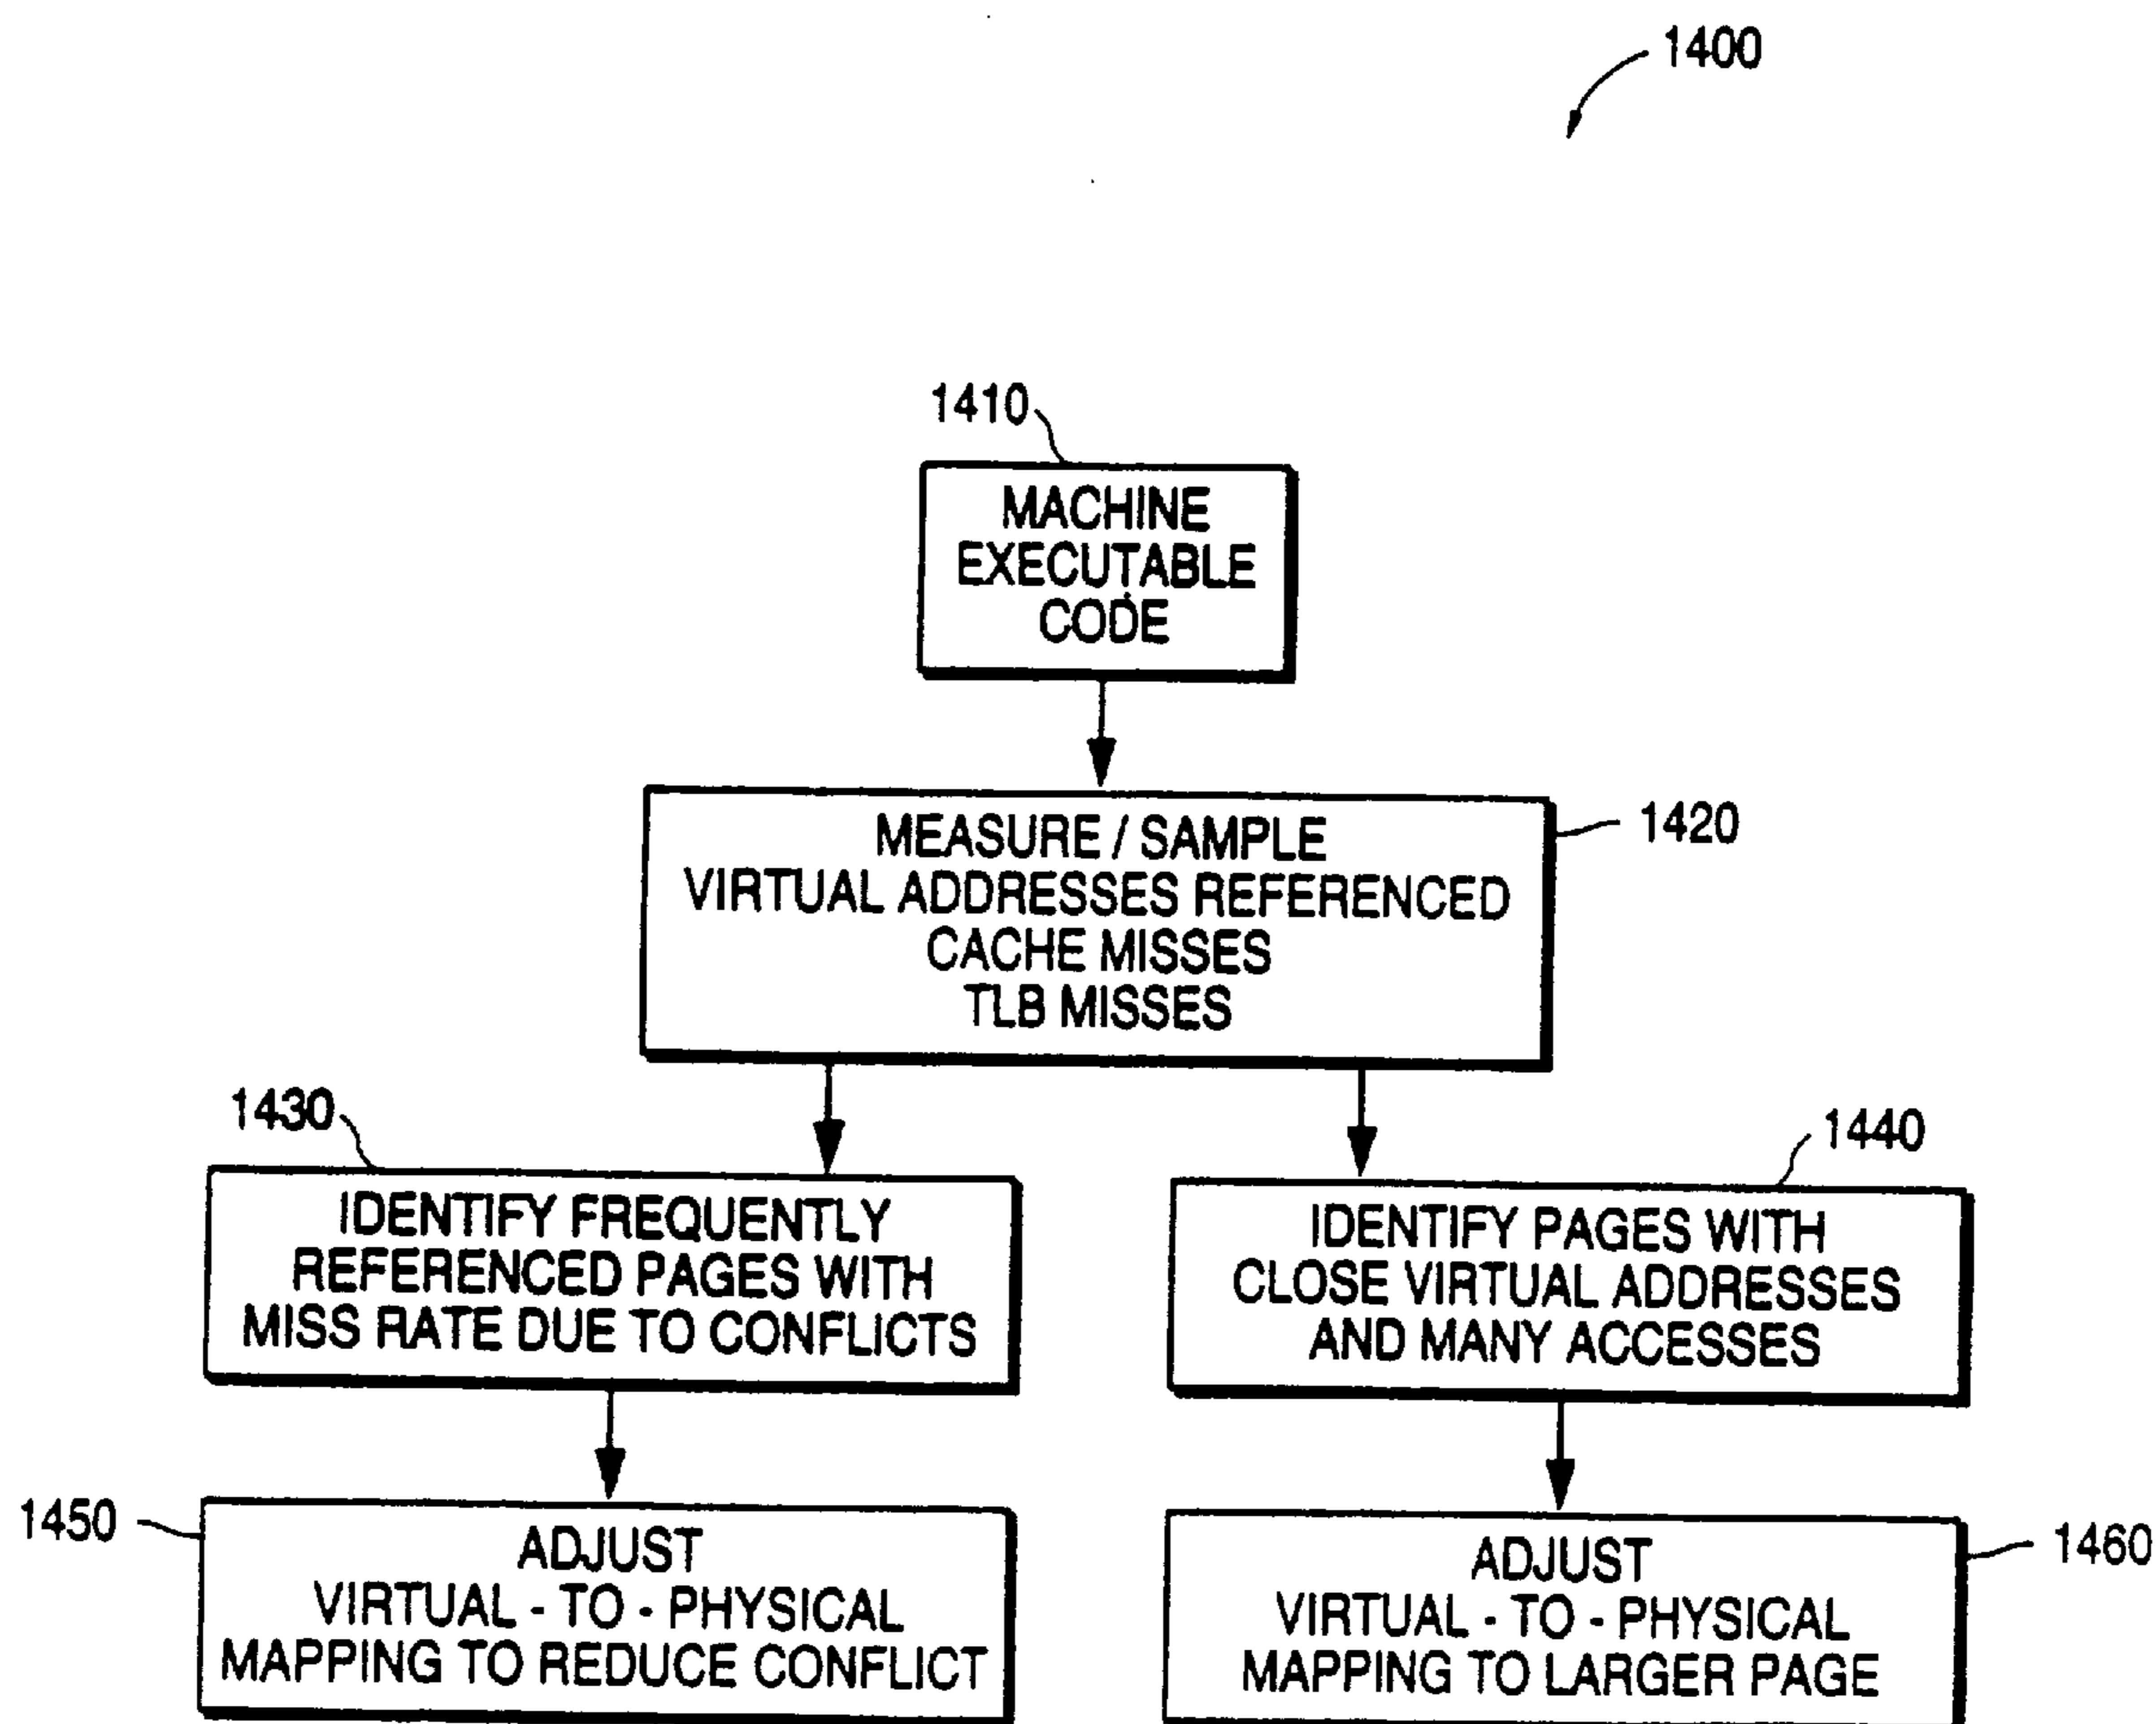 1400
1410
MACHINE
EXECUTABLE
CODE
MEASURE / SAMPLE
VIRTUAL ADDRESSES REFERENCED
CACHE MISSES
TLB MISSES
1420
1430
IDENTIFY FREQUENTLY
REFERENCED PAGES WITH
MISS RATE DUE TO CONFLICTS
1440
IDENTIFY PAGES WITH
CLOSE VIRTUAL ADDRESSES
AND MANY ACCESSES
1450
ADJUST
VIRTUAL - TO - PHYSICAL
MAPPING TO REDUCE CONFLICT
ADJUST
VIRTUAL - TO - PHYSICAL
MAPPING TO LARGER PAGE
1460